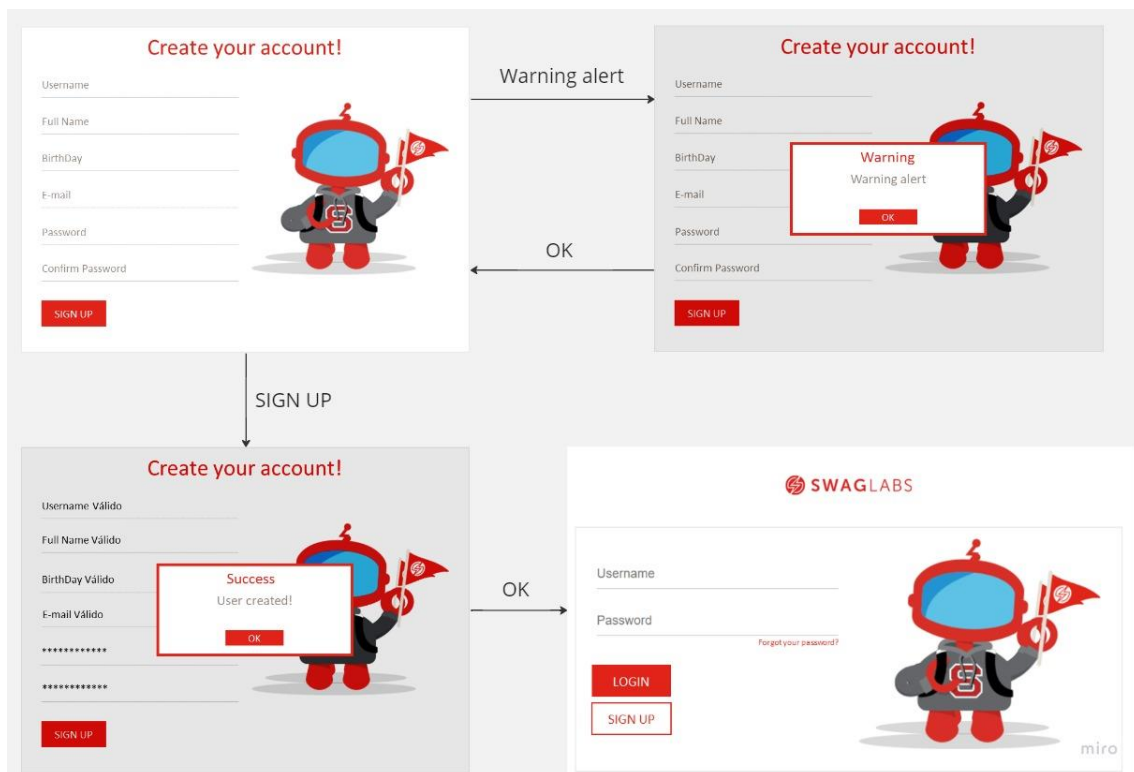 Create your account!
Username
Full Name
BirthDay
E-mail
Password
Confirm Password
SIGN UP
Warning alert
OK
Create your account!
Username
Full Name
BirthDay
E-mail
Password
Confirm Password
SIGN UP
Warning
Warning alert
OK
SIGN UP
Create your account!
Username Válido
Full Name Válido
BirthDay Válido
E-mail Válido
************
************
SIGN UP
Success
User created!
OK
OK
SWAGLABS
Username
Password
Forgot your password?
LOGIN
SIGN UP
miro